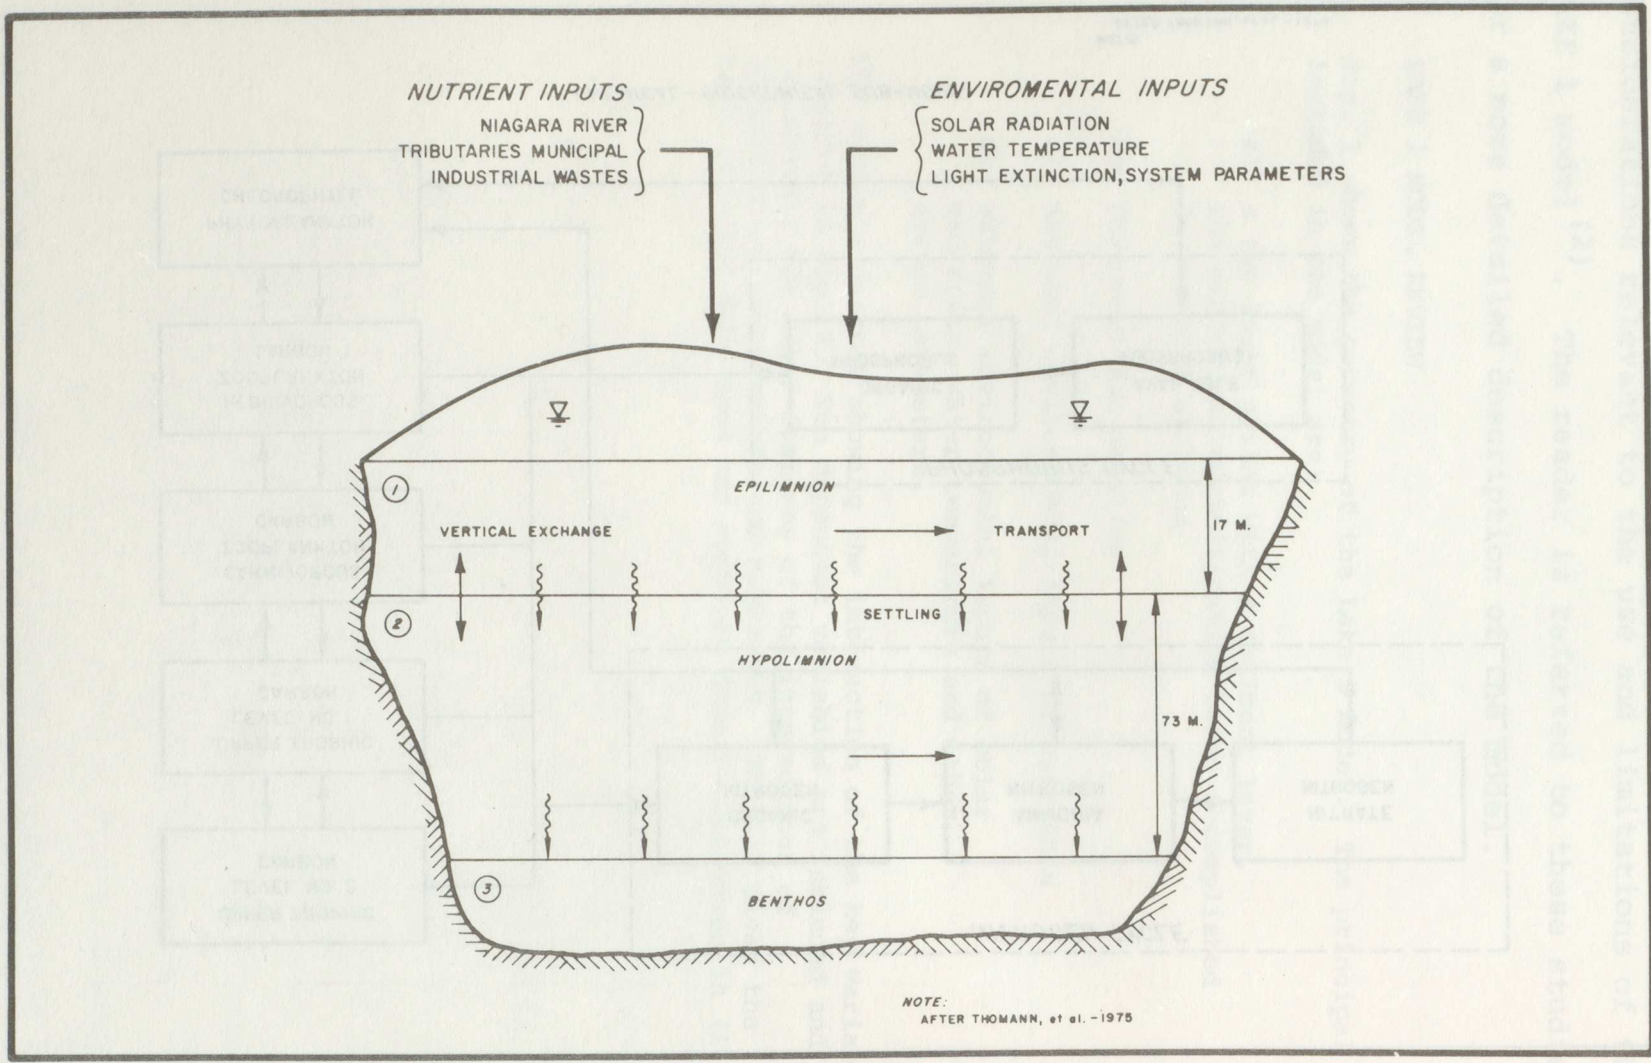 NUTRIENT INPUTS
NIAGARA RIVER
TRIBUTARIES MUNICIPAL
INDUSTRIAL WASTES
ENVIROMENTAL INPUTS
SOLAR RADIATION
WATER TEMPERATURE
LIGHT EXTINCTION, SYSTEM PARAMETERS
1
EPILIMNION
VERTICAL EXCHANGE
TRANSPORT
17 M.
2
SETTLING
HYPOLIMNION
73 M.
3
BENTHOS
NOTE:
AFTER THOMANN, et al. - 1975